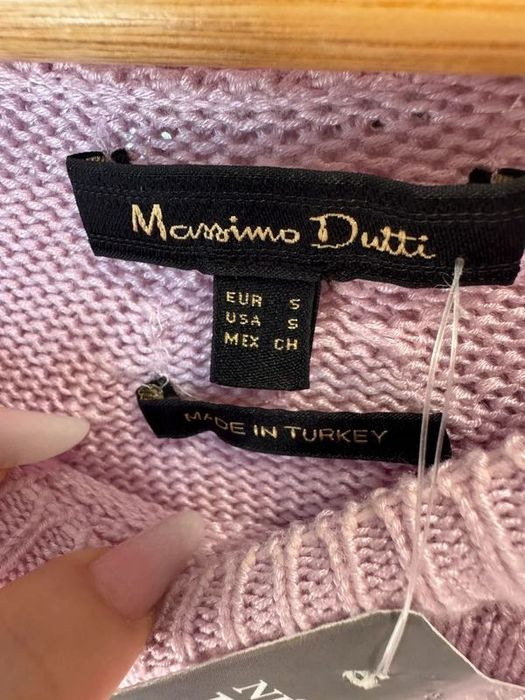 Massimo Dutti
EUR S
USA S
MEX CH
MADE IN TURKEY